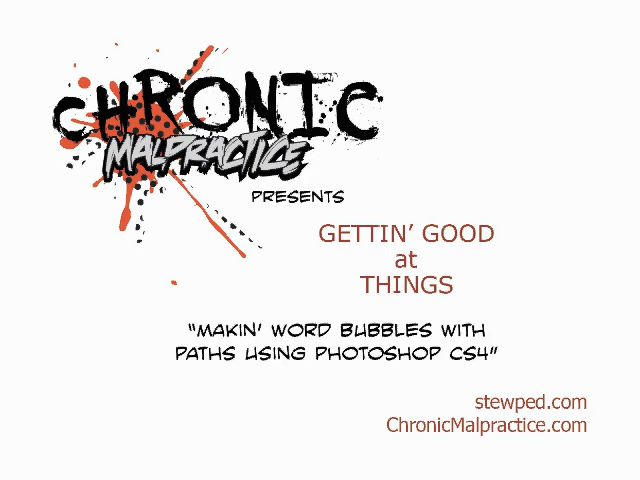 CHRONIC
MALPRACTICE
PRESENTS
GETTIN' GOOD
at
THINGS
"MAKIN' WORD BUBBLES WITH
PATHS USING PHOTOSHOP CS4"
stewped.com
ChronicMalpractice.com